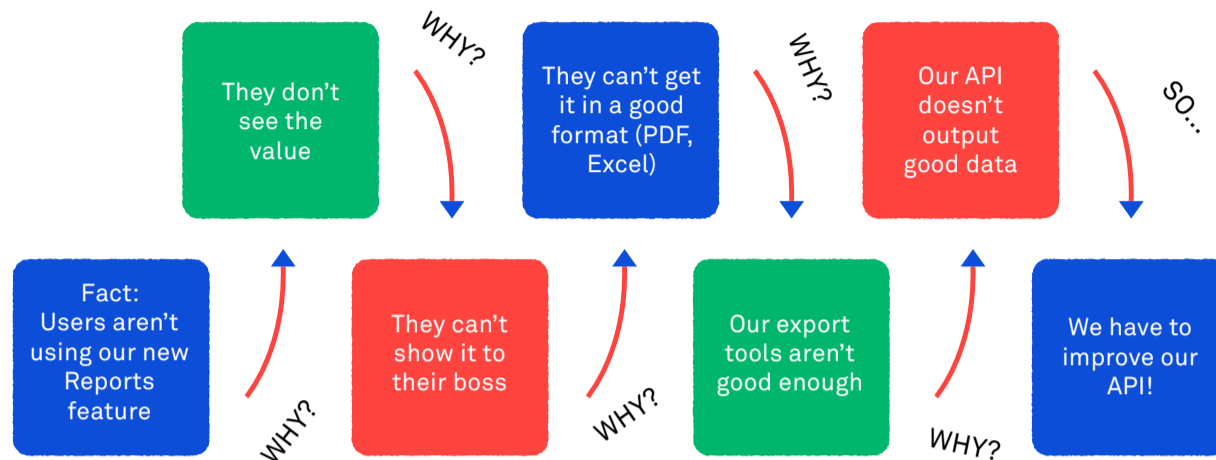 Fact:
Users aren’t
using our new
Reports
feature
WHY?
They don’t
see the
value
WHY?
They can’t
show it to
their boss
WHY?
They can’t get
it in a good
format (PDF,
Excel)
WHY?
Our export
tools aren’t
good enough
WHY?
Our API
doesn’t
output
good data
SO...
We have to
improve our
API!